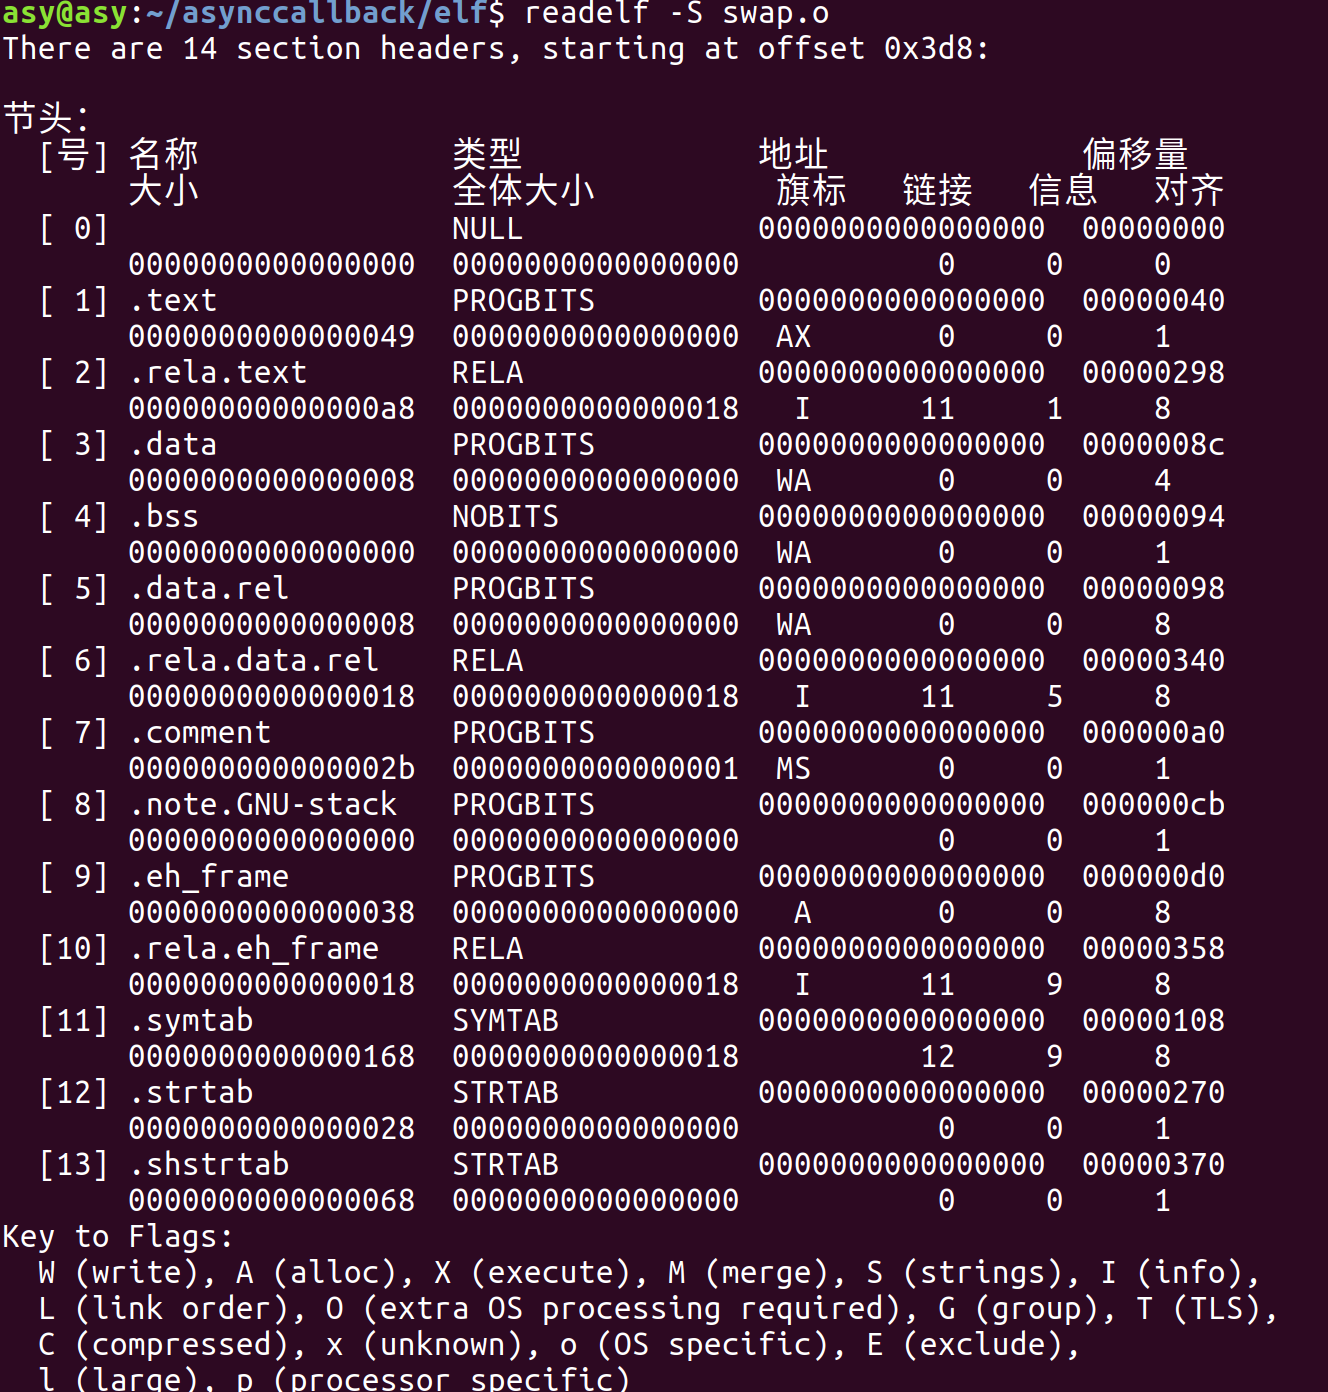 asy@asy:~/asynccallback/elf$ readelf -S swap.o
There are 14 section headers, starting at offset 0x3d8:
节头：
[号] 名称 类型 地址 偏移量
大小 全体大小 旗标 链接 信息 对齐
[ 0] NULL 0000000000000000 00000000
0000000000000000 0000000000000000 0 0 0
[ 1] .text PROGBITS 0000000000000000 00000040
0000000000000049 0000000000000000 AX 0 0 1
[ 2] .rela.text RELA 0000000000000000 00000298
00000000000000a8 0000000000000018 I 11 1 8
[ 3] .data PROGBITS 0000000000000000 0000008c
0000000000000008 0000000000000000 WA 0 0 4
[ 4] .bss NOBITS 0000000000000000 00000094
0000000000000000 0000000000000000 WA 0 0 1
[ 5] .data.rel PROGBITS 0000000000000000 00000098
0000000000000008 0000000000000000 WA 0 0 8
[ 6] .rela.data.rel RELA 0000000000000000 00000340
0000000000000018 0000000000000018 I 11 5 8
[ 7] .comment PROGBITS 0000000000000000 000000a0
000000000000002b 0000000000000001 MS 0 0 1
[ 8] .note.GNU-stack PROGBITS 0000000000000000 000000cb
0000000000000000 0000000000000000 0 0 1
[ 9] .eh_frame PROGBITS 0000000000000000 000000d0
0000000000000038 0000000000000000 A 0 0 8
[10] .rela.eh_frame RELA 0000000000000000 00000358
0000000000000018 0000000000000018 I 11 9 8
[11] .symtab SYMTAB 0000000000000000 00000108
0000000000000168 0000000000000018 12 9 8
[12] .strtab STRTAB 0000000000000000 00000270
0000000000000028 0000000000000000 0 0 1
[13] .shstrtab STRTAB 0000000000000000 00000370
0000000000000068 0000000000000000 0 0 1
Key to Flags:
W (write), A (alloc), X (execute), M (merge), S (strings), I (info),
L (link order), O (extra OS processing required), G (group), T (TLS),
C (compressed), x (unknown), o (OS specific), E (exclude),
l (large), p (processor specific)